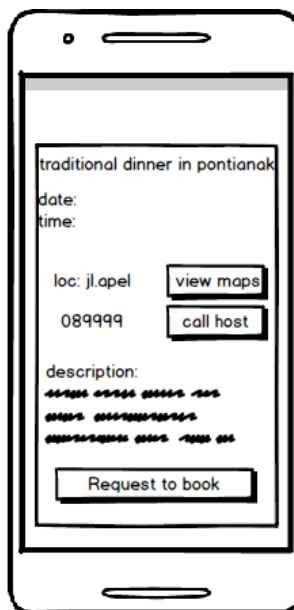 traditional dinner in pontianak
date:
time:
loc: jl.apel
view maps
089999
call host
description:
Request to book